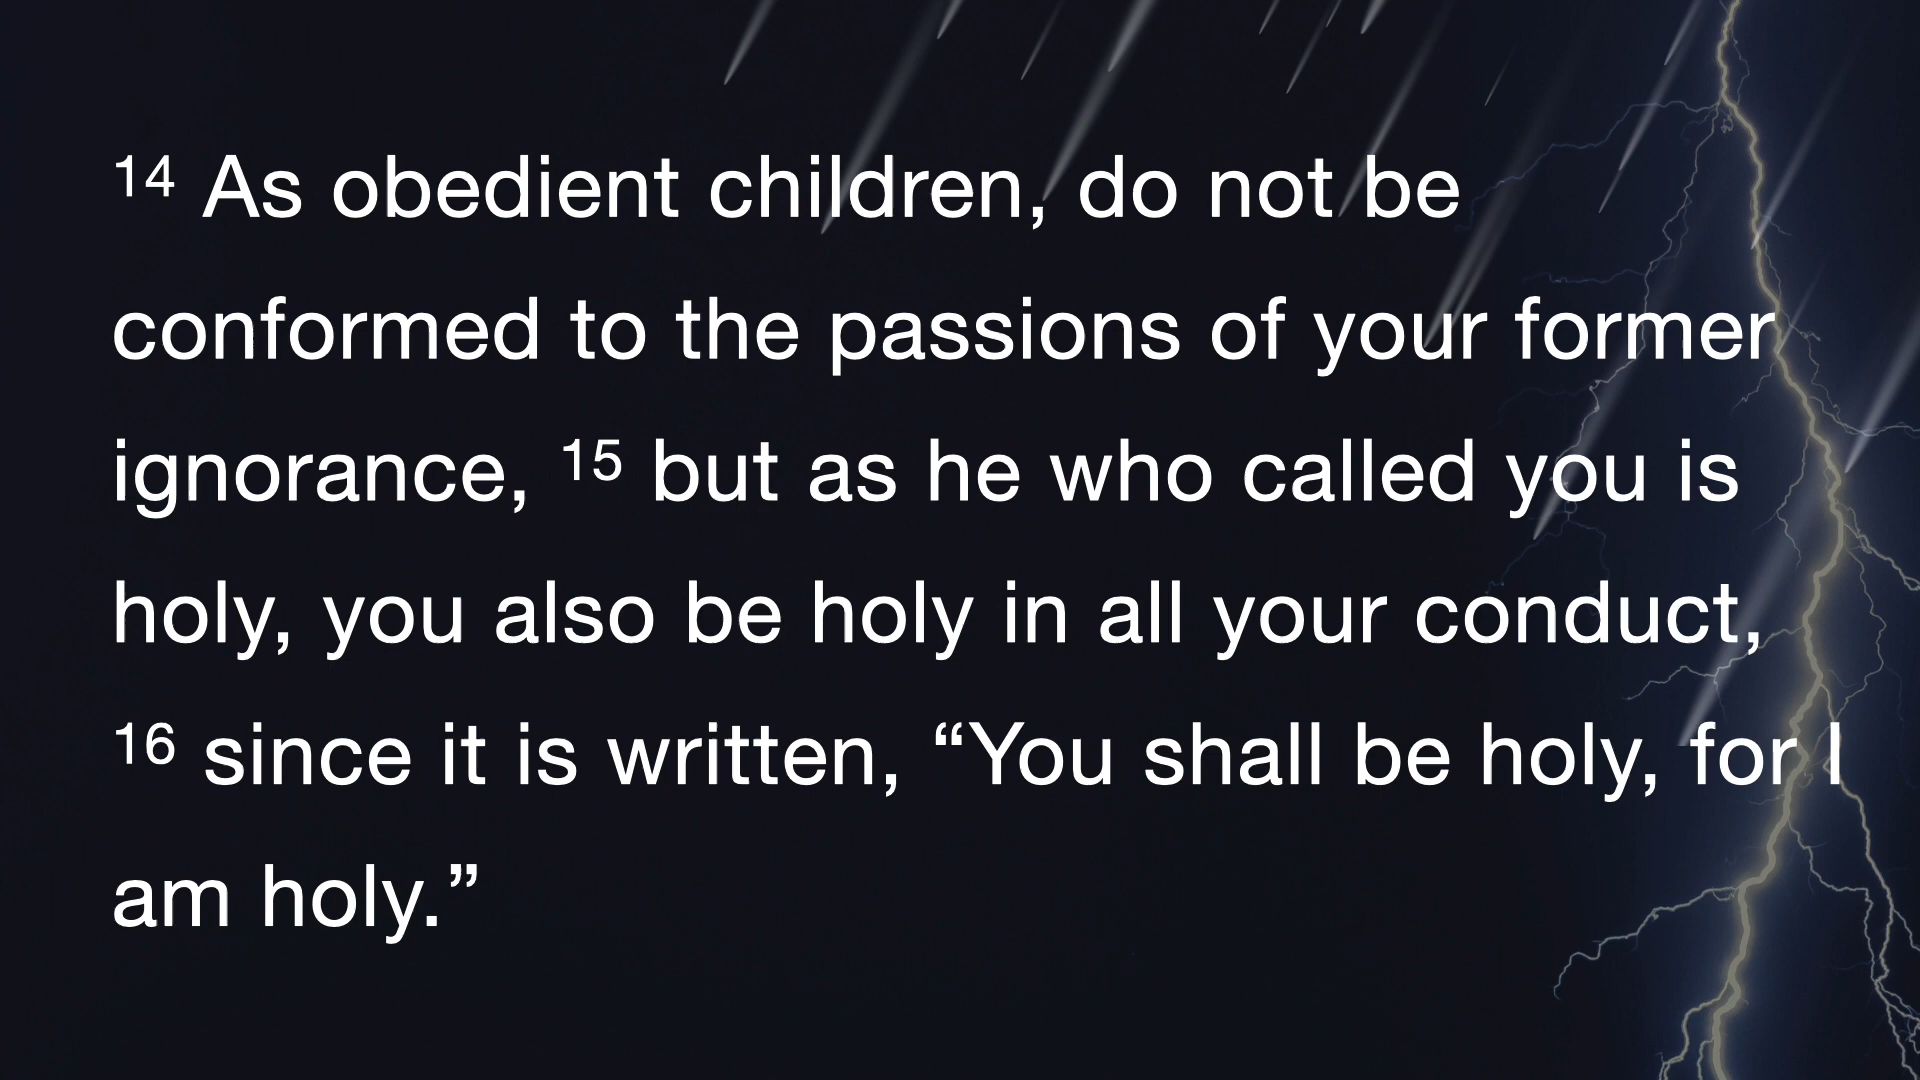 14 As obedient children, do not be
conformed to the passions of your former
ignorance, 15 but as he who called you is
holy, you also be holy in all your conduct,
16 since it is written, “You shall be holy, for I
am holy.”